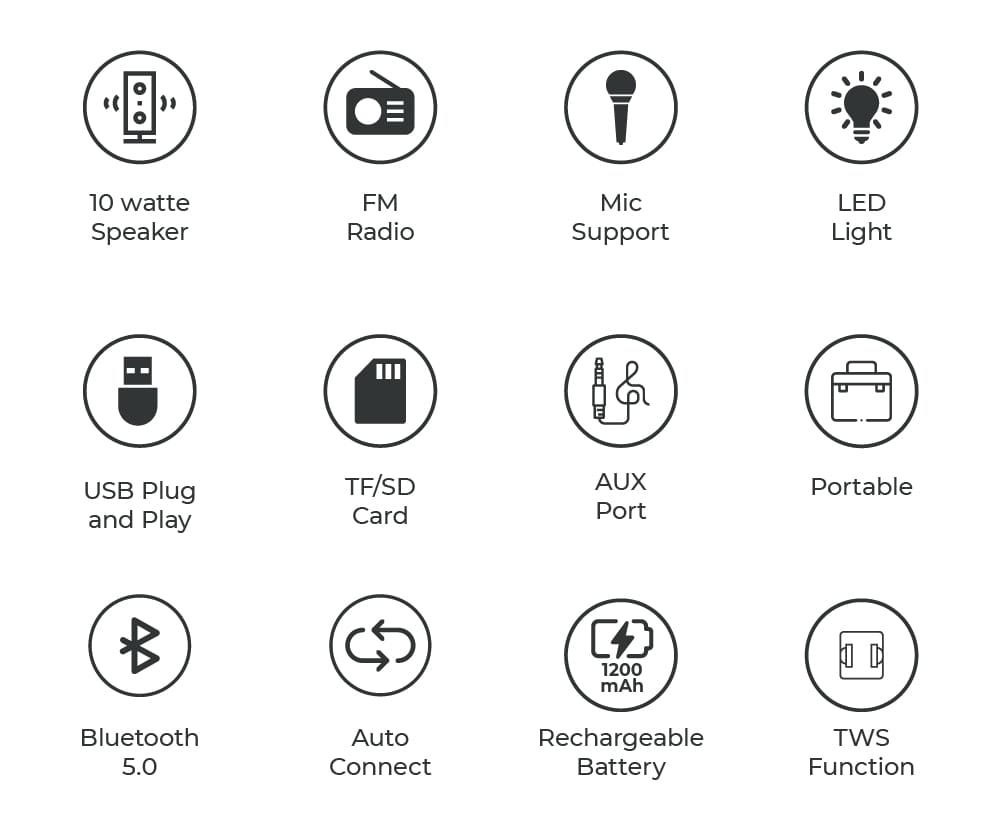 10 watte
Speaker
FM
Radio
Mic
Support
LED
Light
USB Plug
and Play
TF/SD
Card
AUX
Port
Portable
Bluetooth
5.0
Auto
Connect
1200
mAh
Rechargeable
Battery
TWS
Function